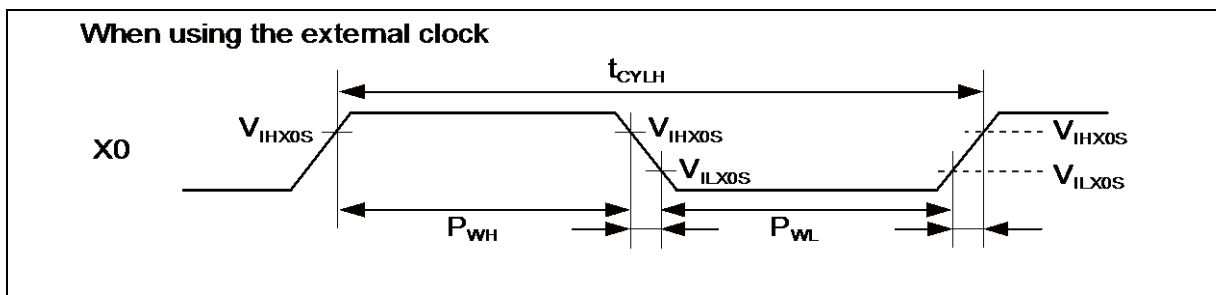 When using the external clock
tCYLH
VIHX0S VIHX0S VIHX0S
X0
VILX0S VILX0S
PWH PWL